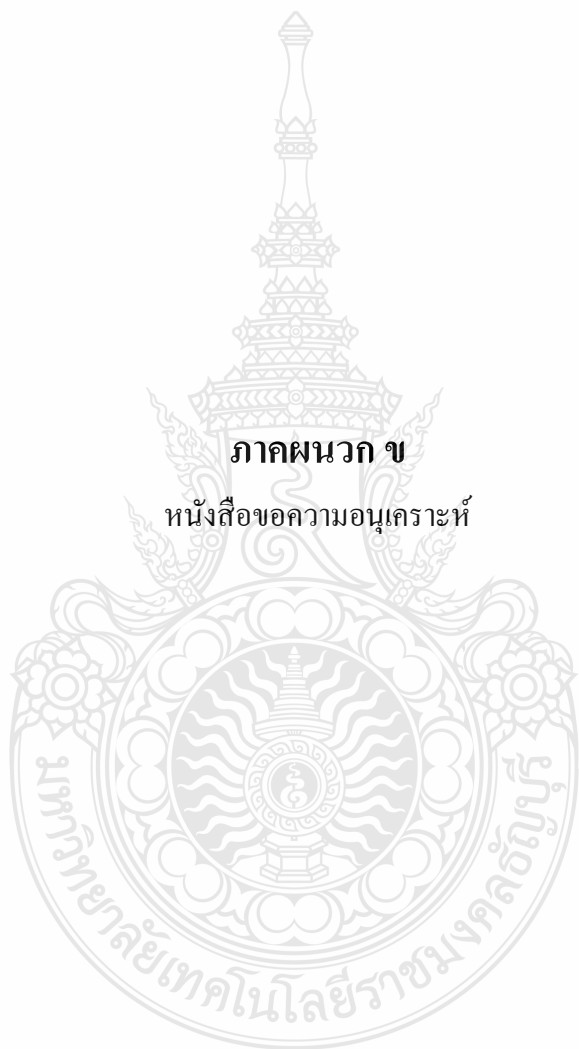 ภาคผนวก ข
หนังสือขอความอนุเคราะห์
มหาวิทยาลัยเทคโนโลยีราชมงคลธัญบุรี